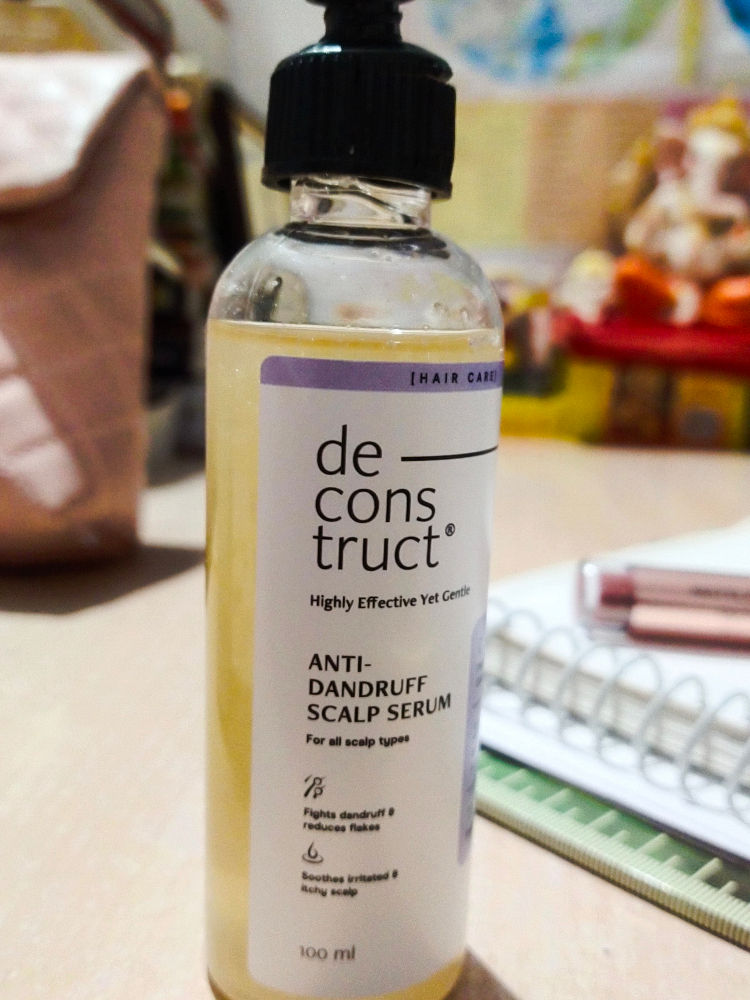 [HAIR CARE]
de
cons
truct®
Highly Effective Yet Gentle
ANTI-
DANDRUFF
SCALP SERUM
For all scalp types
Fights dandruff &
reduces flakes
Soothes irritated &
itchy scalp
100 ml